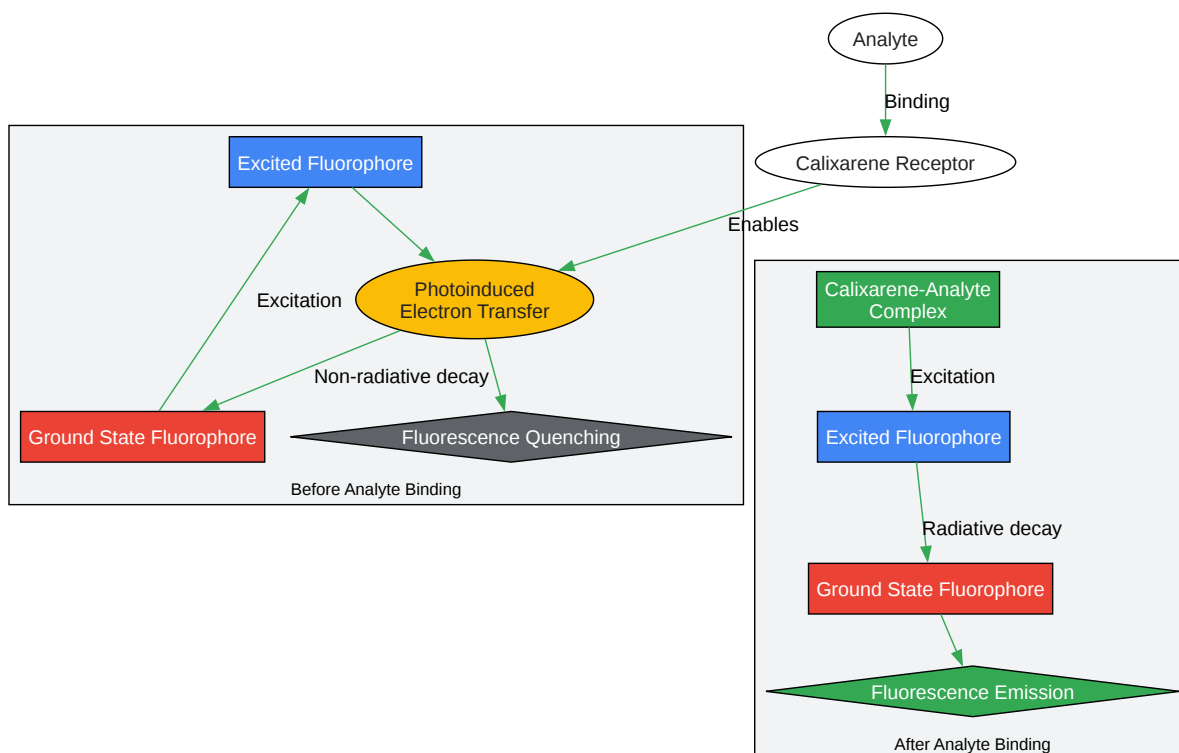 Analyte
Binding
Calixarene Receptor
Enables
Excited Fluorophore
Excitation
Photoinduced
Electron Transfer
Non-radiative decay
Ground State Fluorophore
Fluorescence Quenching
Before Analyte Binding
Calixarene-Analyte
Complex
Excitation
Excited Fluorophore
Radiative decay
Ground State Fluorophore
Fluorescence Emission
After Analyte Binding